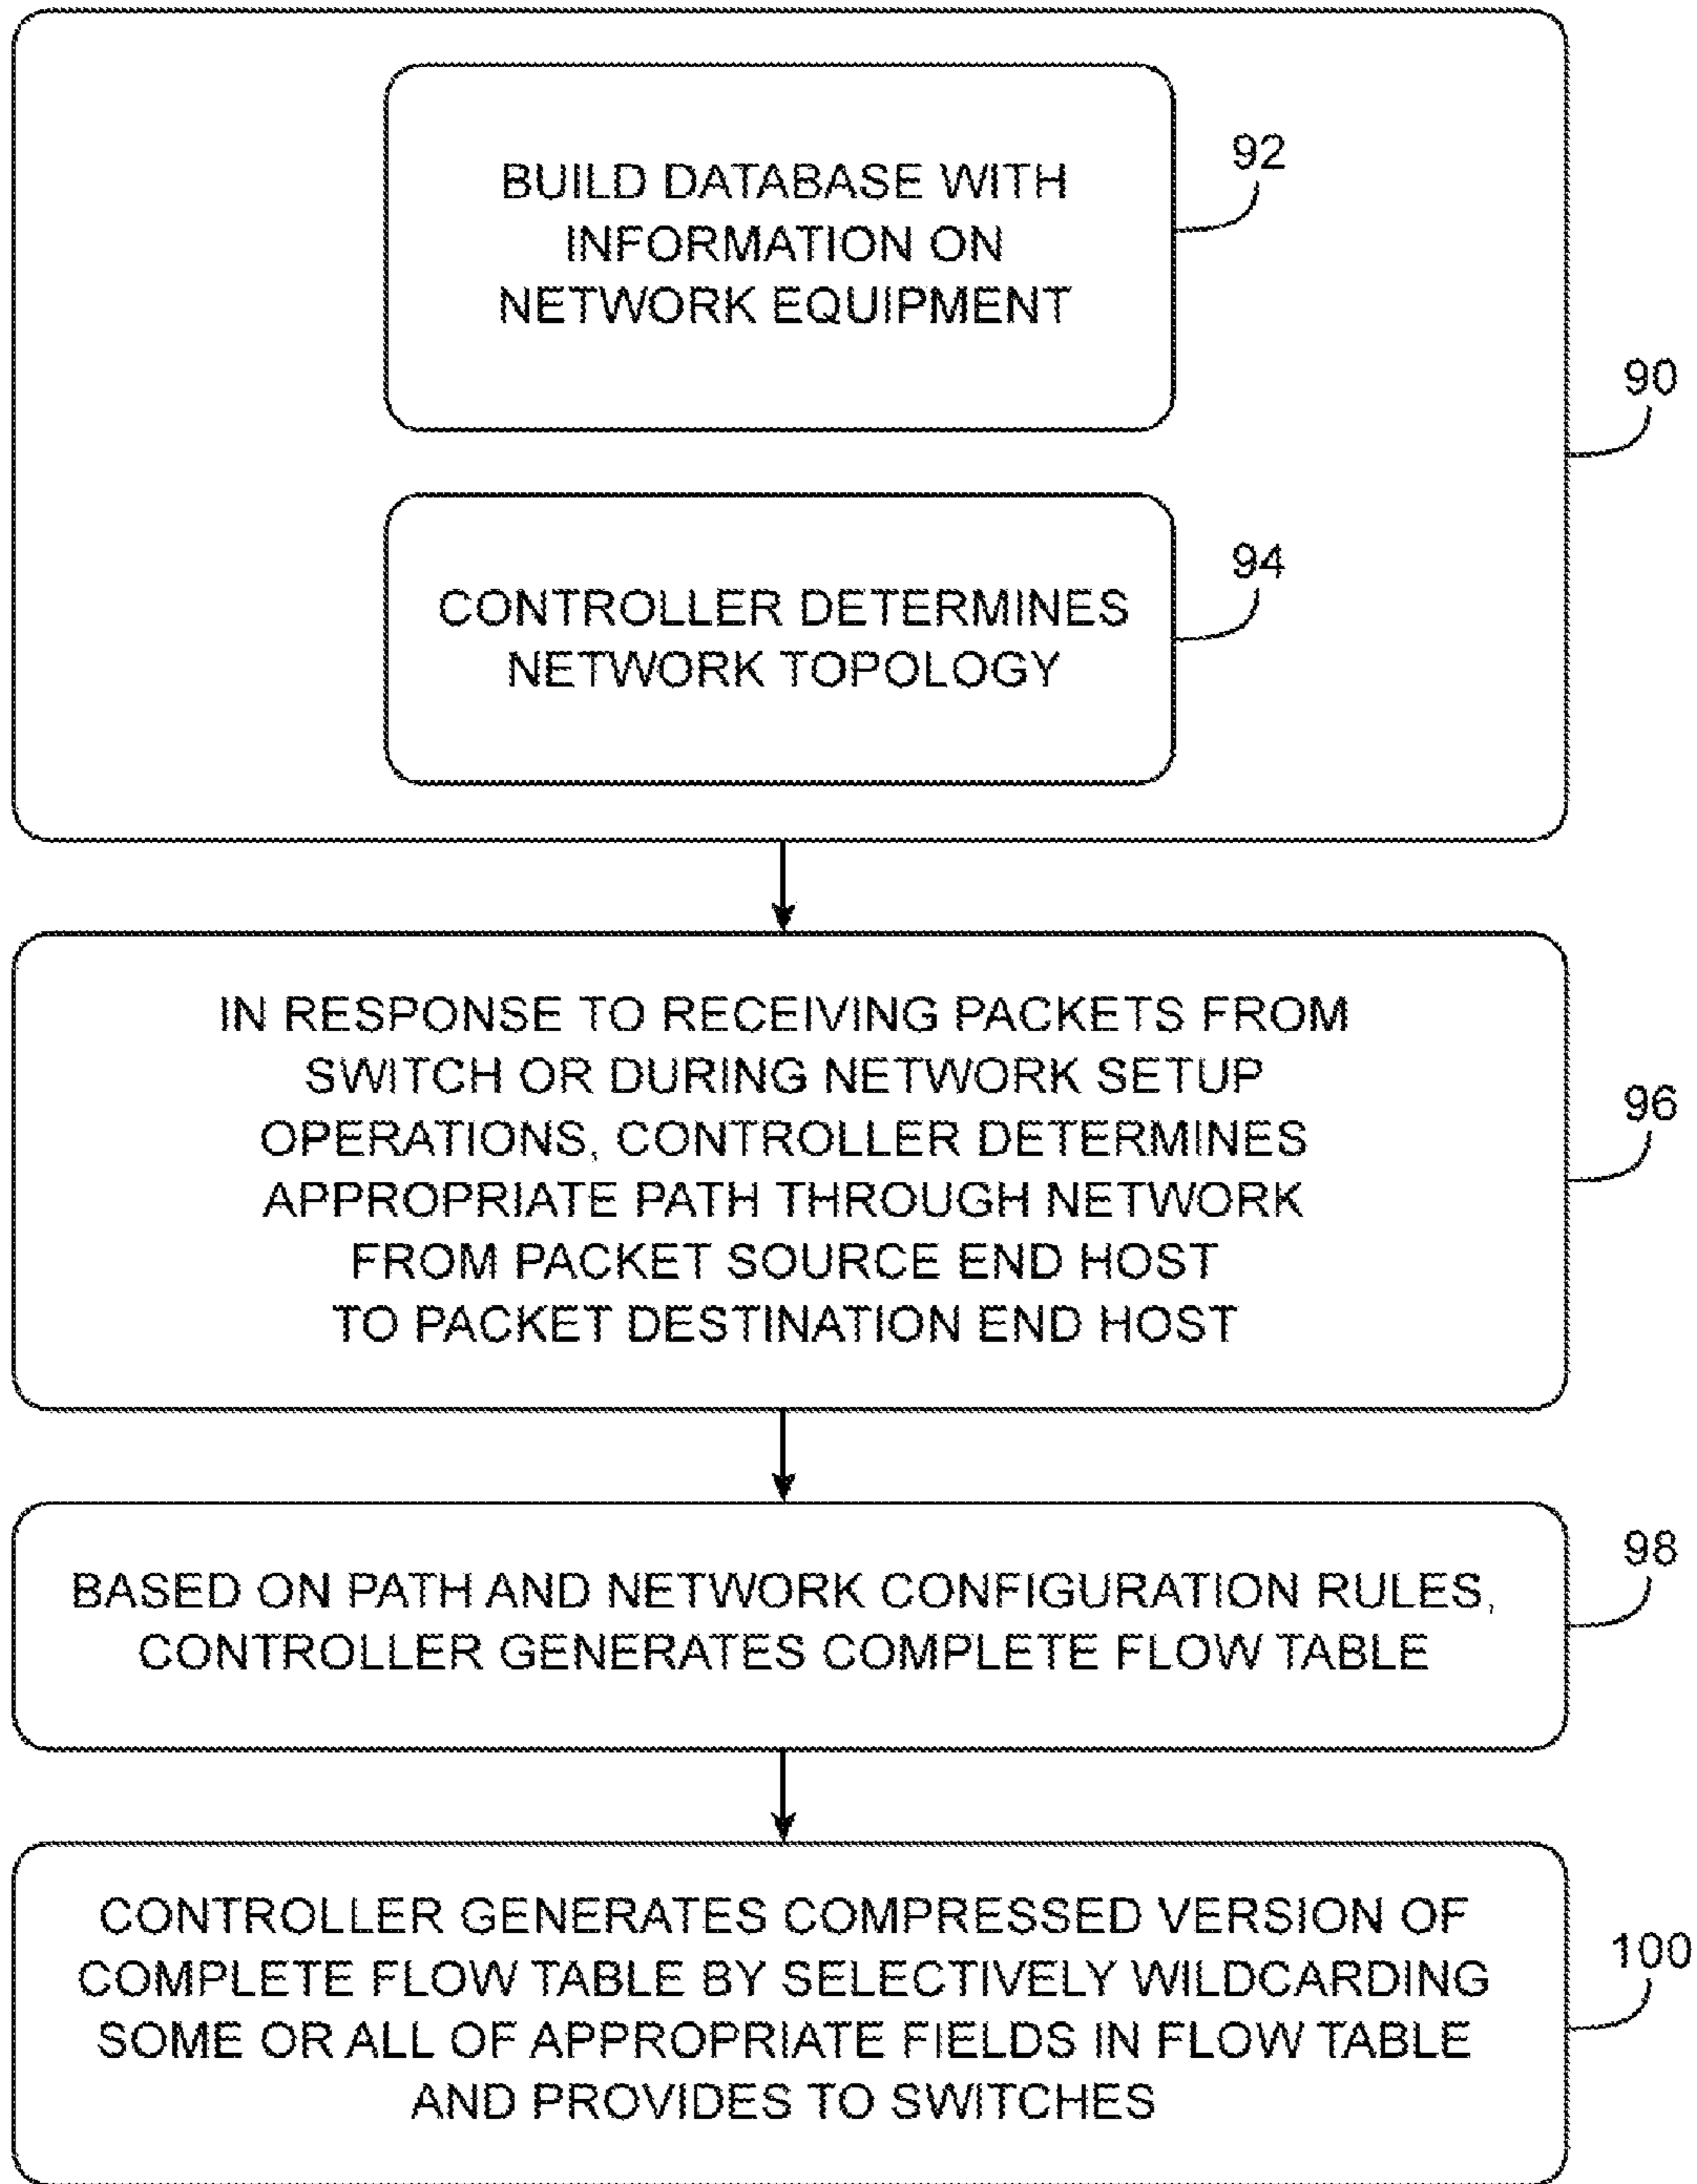 BUILD DATABASE WITH
INFORMATION ON
NETWORK EQUIPMENT
92
90
CONTROLLER DETERMINES
NETWORK TOPOLOGY
94
IN RESPONSE TO RECEIVING PACKETS FROM
SWITCH OR DURING NETWORK SETUP
OPERATIONS, CONTROLLER DETERMINES
APPROPRIATE PATH THROUGH NETWORK
FROM PACKET SOURCE END HOST
TO PACKET DESTINATION END HOST
96
BASED ON PATH AND NETWORK CONFIGURATION RULES,
CONTROLLER GENERATES COMPLETE FLOW TABLE
98
CONTROLLER GENERATES COMPRESSED VERSION OF
COMPLETE FLOW TABLE BY SELECTIVELY WILDCARDING
SOME OR ALL OF APPROPRIATE FIELDS IN FLOW TABLE
AND PROVIDES TO SWITCHES
100